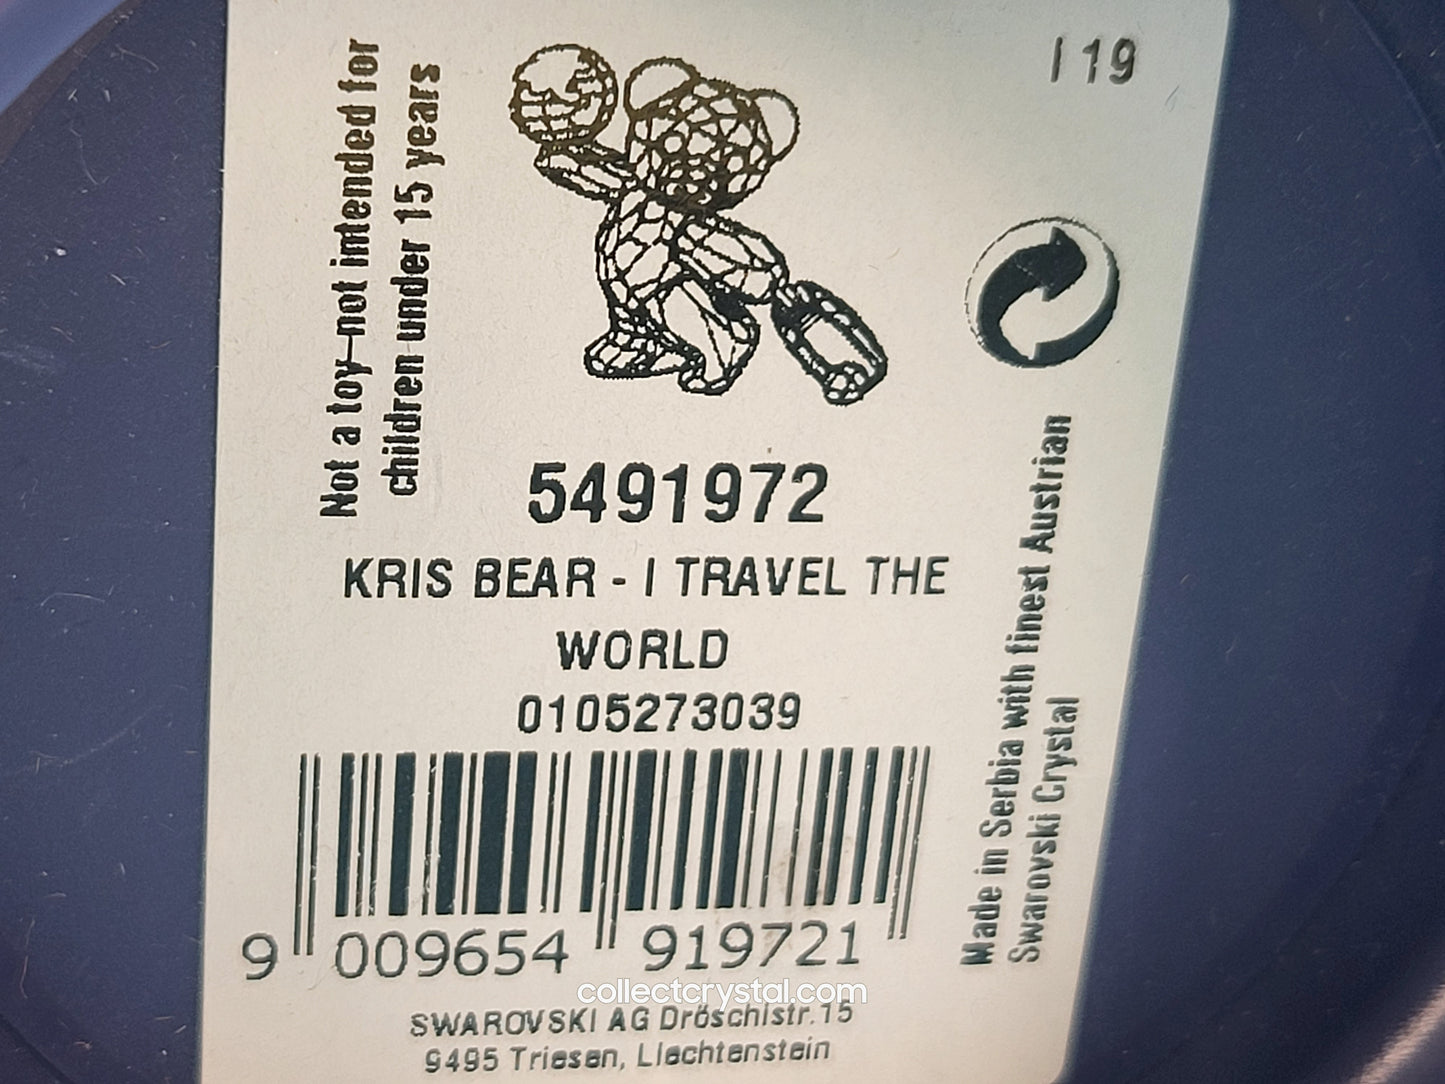 I 19
Not a toy–not intended for
children under 15 years
5491972
KRIS BEAR - I TRAVEL THE
WORLD
0105273039
Made in Serbia with finest Austrian
Swarovski Crystal
9 009654 919721
collectcrystal.com
SWAROVSKI AG Dröschistr.15
9495 Triesen, Liechtenstein